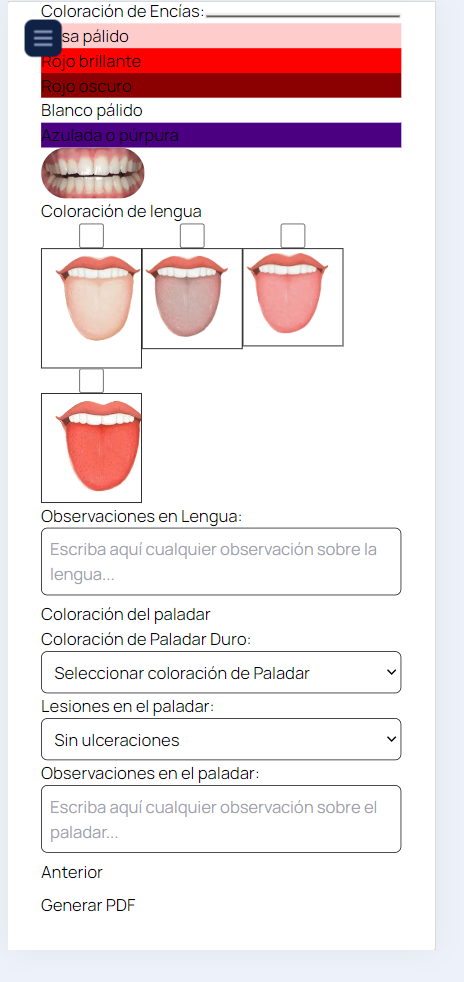 Coloración de Encías:
sa pálido
Rojo brillante
Rojo oscuro
Blanco pálido
Azulada o púrpura
Coloración de lengua
Observaciones en Lengua:
Escriba aquí cualquier observación sobre la
lengua...
Coloración del paladar
Coloración de Paladar Duro:
Seleccionar coloración de Paladar
Lesiones en el paladar:
Sin ulceraciones
Observaciones en el paladar:
Escriba aquí cualquier observación sobre el
paladar...
Anterior
Generar PDF